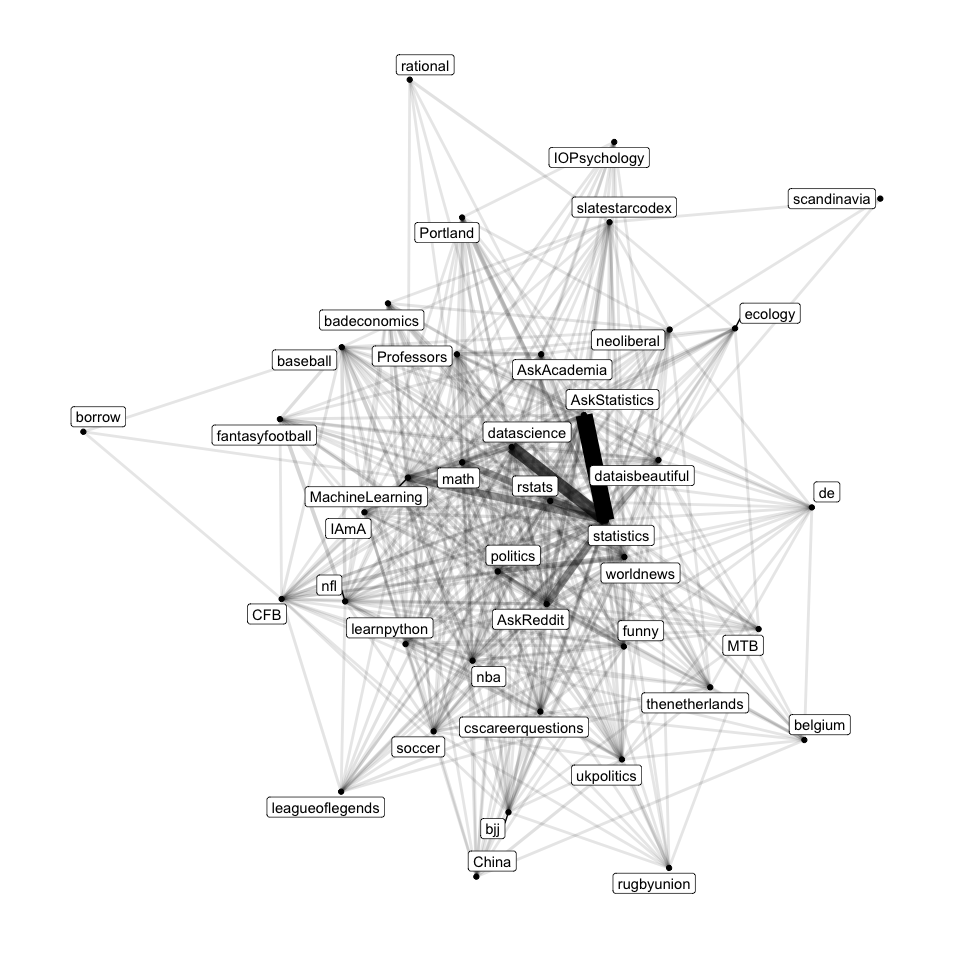 rational
IOPsychology
scandinavia
slatestarcodex
Portland
ecology
badeconomics
neoliberal
Professors
baseball
AskAcademia
AskStatistics
borrow
datascience
fantasyfootball
dataisbeautiful
math
rstats
de
MachineLearning
IAmA
statistics
politics
worldnews
nfl
CFB
AskReddit
learnpython
funny
MTB
nba
thenetherlands
belgium
cscareerquestions
soccer
ukpolitics
leagueoflegends
bjj
China
rugbyunion